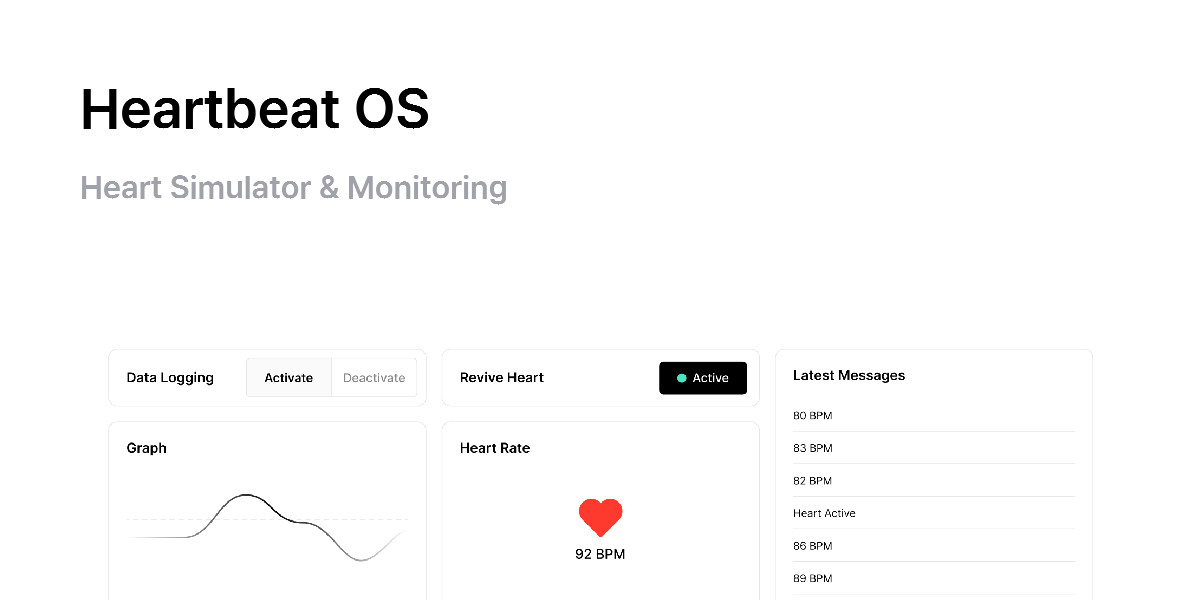 Heartbeat OS
Heart Simulator & Monitoring
Data Logging
Activate
Deactivate
Revive Heart
Active
Latest Messages
80 BPM
83 BPM
82 BPM
Heart Active
86 BPM
89 BPM
Graph
Heart Rate
92 BPM